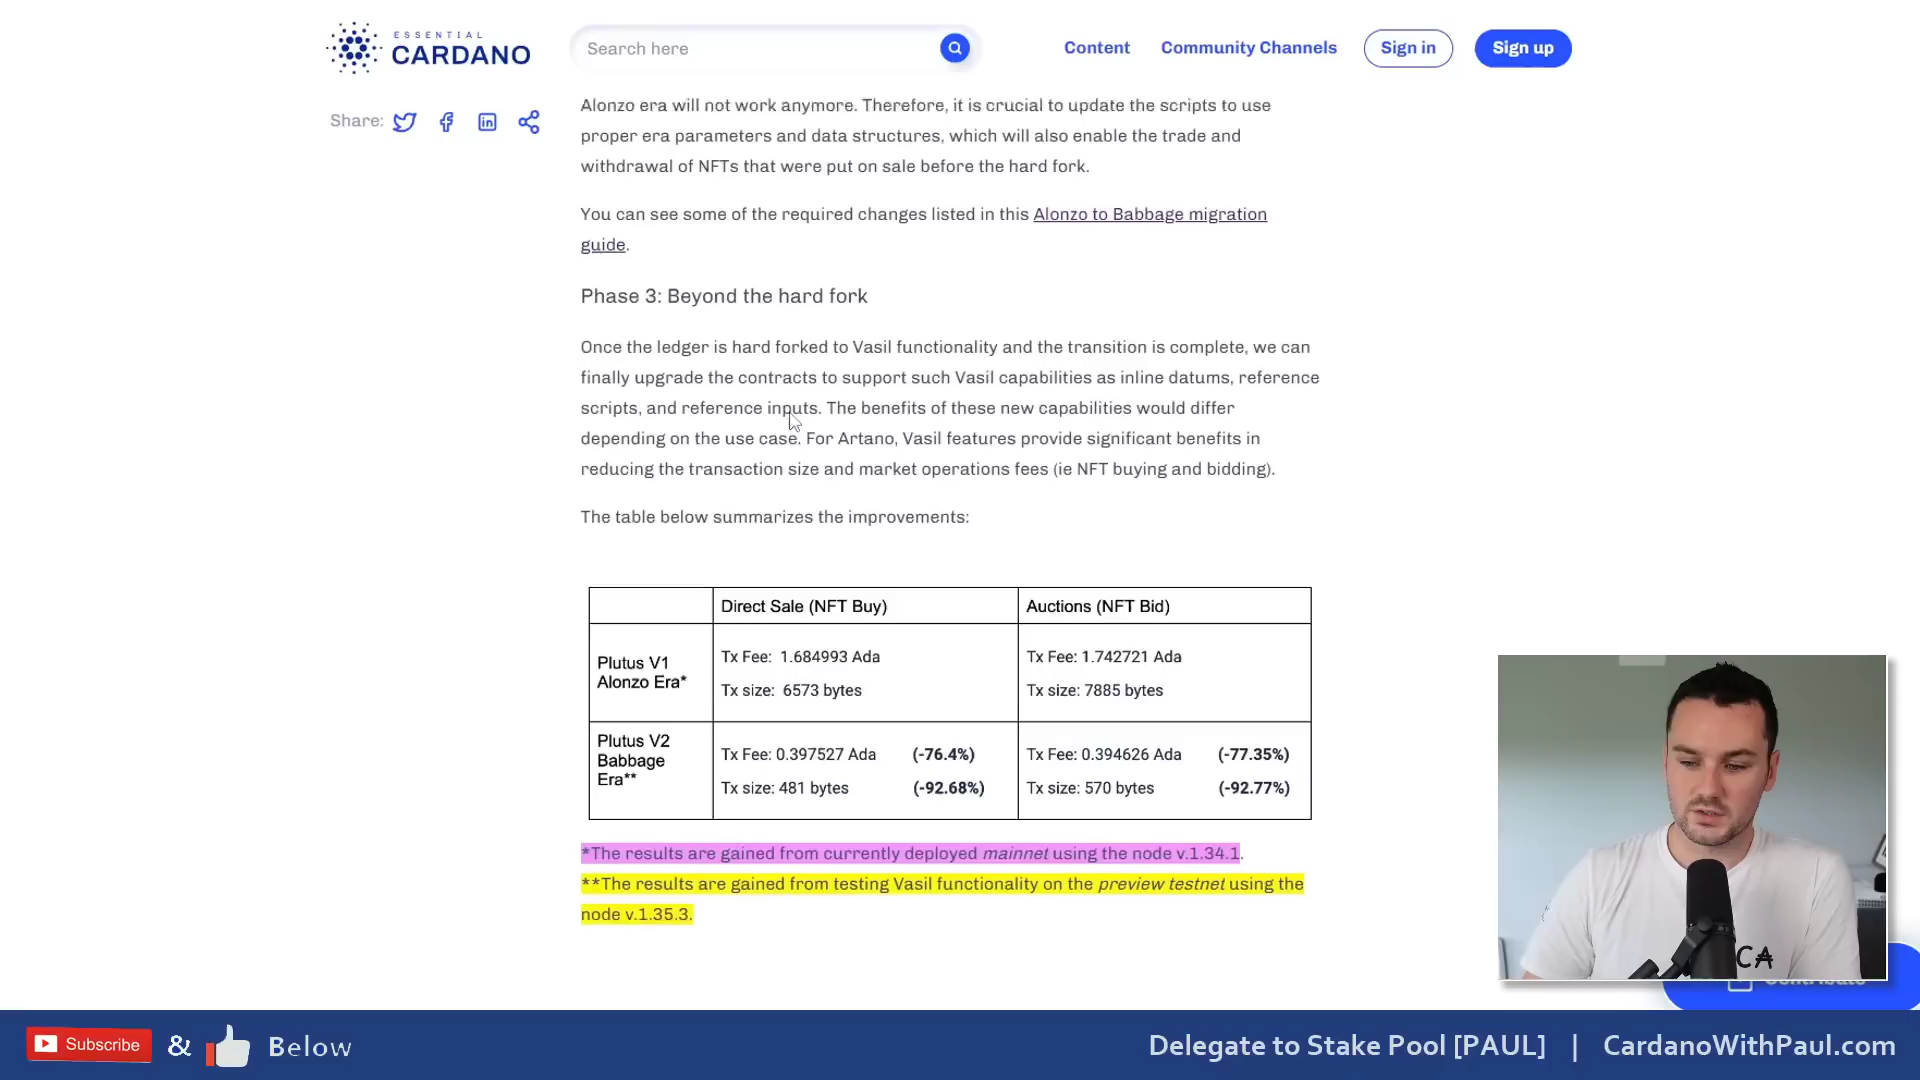 ESSENTIAL
CARDANO
Search here
Content
Community Channels
Sign in
Sign up
Share:
Alonzo era will not work anymore. Therefore, it is crucial to update the scripts to use
proper era parameters and data structures, which will also enable the trade and
withdrawal of NFTs that were put on sale before the hard fork.
You can see some of the required changes listed in this Alonzo to Babbage migration
guide.
Phase 3: Beyond the hard fork
Once the ledger is hard forked to Vasil functionality and the transition is complete, we can
finally upgrade the contracts to support such Vasil capabilities as inline datums, reference
scripts, and reference inputs. The benefits of these new capabilities would differ
depending on the use case. For Artano, Vasil features provide significant benefits in
reducing the transaction size and market operations fees (ie NFT buying and bidding).
The table below summarizes the improvements:
Direct Sale (NFT Buy)
Auctions (NFT Bid)
Plutus V1
Alonzo Era*
Tx Fee: 1.684993 Ada
Tx size: 6573 bytes
Tx Fee: 1.742721 Ada
Tx size: 7885 bytes
Plutus V2
Babbage
Era**
Tx Fee: 0.397527 Ada (-76.4%)
Tx size: 481 bytes (-92.68%)
Tx Fee: 0.394626 Ada (-77.35%)
Tx size: 570 bytes (-92.77%)
*The results are gained from currently deployed mainnet using the node v.1.34.1.
**The results are gained from testing Vasil functionality on the preview testnet using the
node v.1.35.3.
CA
Subscribe & Below
Delegate to Stake Pool [PAUL] | CardanoWithPaul.com